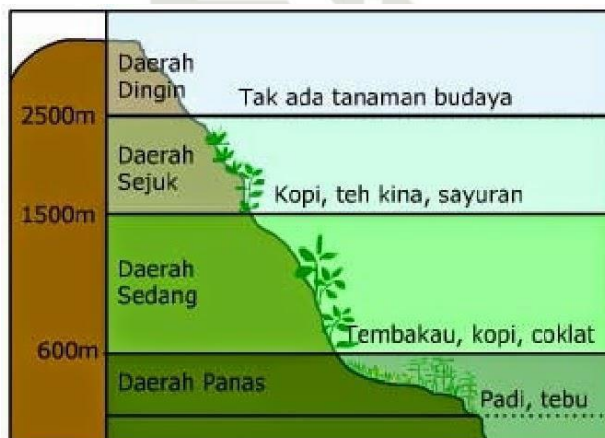 Daerah
Dingin
Tak ada tanaman budaya
2500m
Daerah
Sejuk
Kopi, teh kina, sayuran
1500m
Daerah
Sedang
Tembakau, kopi, coklat
600m
Daerah Panas
Padi, tebu